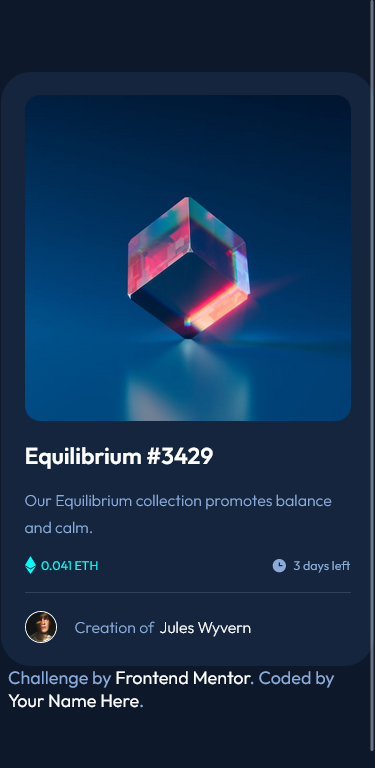 Equilibrium #3429
Our Equilibrium collection promotes balance
and calm.
0.041 ETH 3 days left
Creation of Jules Wyvern
Challenge by Frontend Mentor. Coded by
Your Name Here.